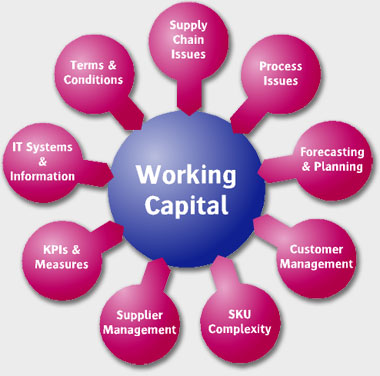 Supply
Chain
Issues
Process
Issues
Forecasting
& Planning
Customer
Management
SKU
Complexity
Supplier
Management
KPIs &
Measures
IT Systems
&
Information
Terms &
Conditions
Working
Capital